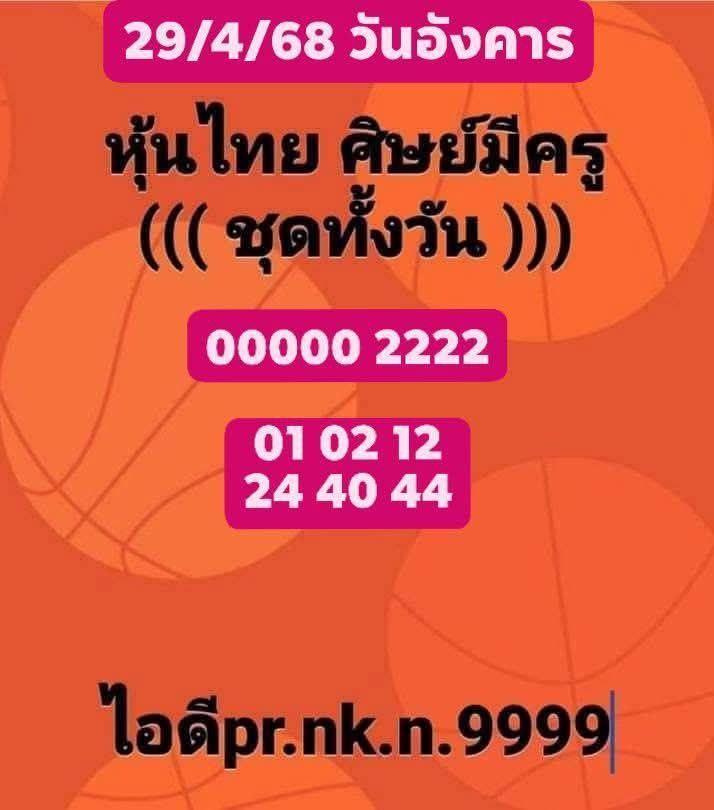 29/4/68 วันอังคาร
หุ้นไทย ศิษย์มีครู
((( ชุดทั้งวัน )))
00000 2222
01 02 12
24 40 44
ไอดีpr.nk.n.9999